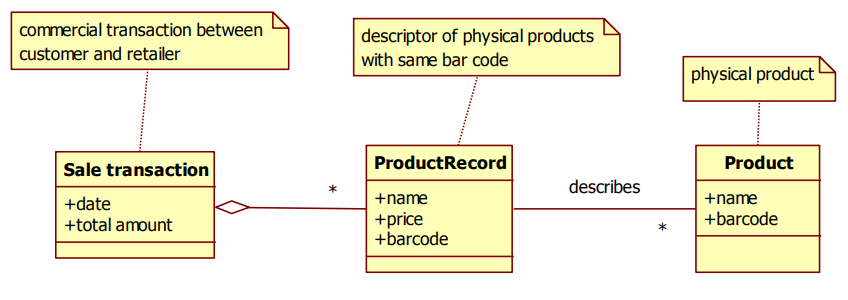 commercial transaction between
customer and retailer
descriptor of physical products
with same bar code
physical product
Sale transaction
+date
+total amount
*
ProductRecord
+name
+price
+barcode
describes
*
Product
+name
+barcode